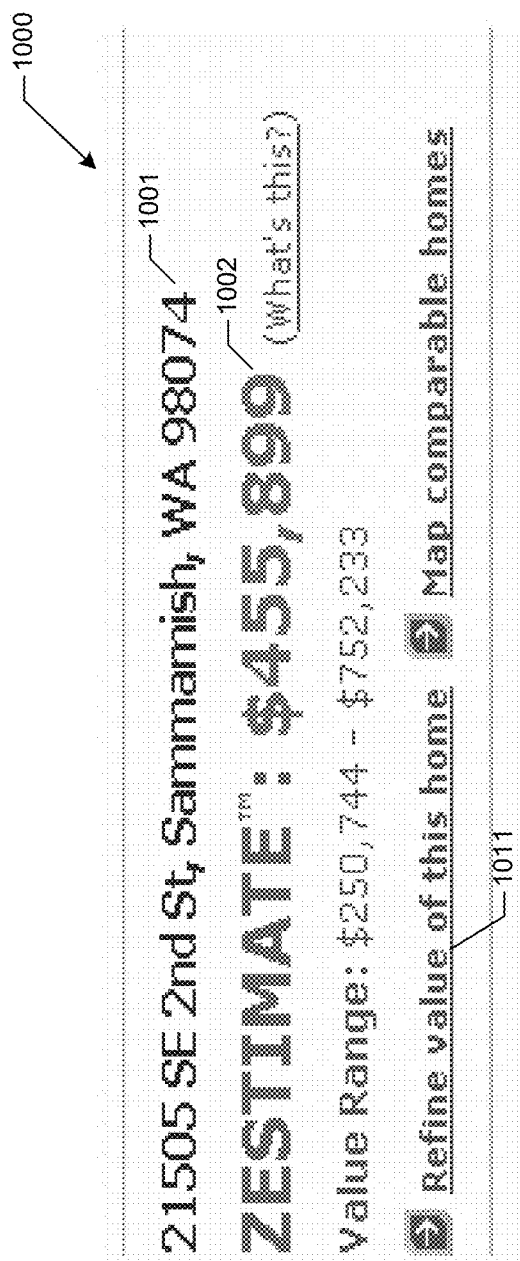 1000
21505 SE 2nd St, Sammamish, WA 98074
1001
ZESTIMATE™: $455,899 (What's this?)
1002
Value Range: $250,744 - $752,233
Refine value of this home Map comparable homes
1011